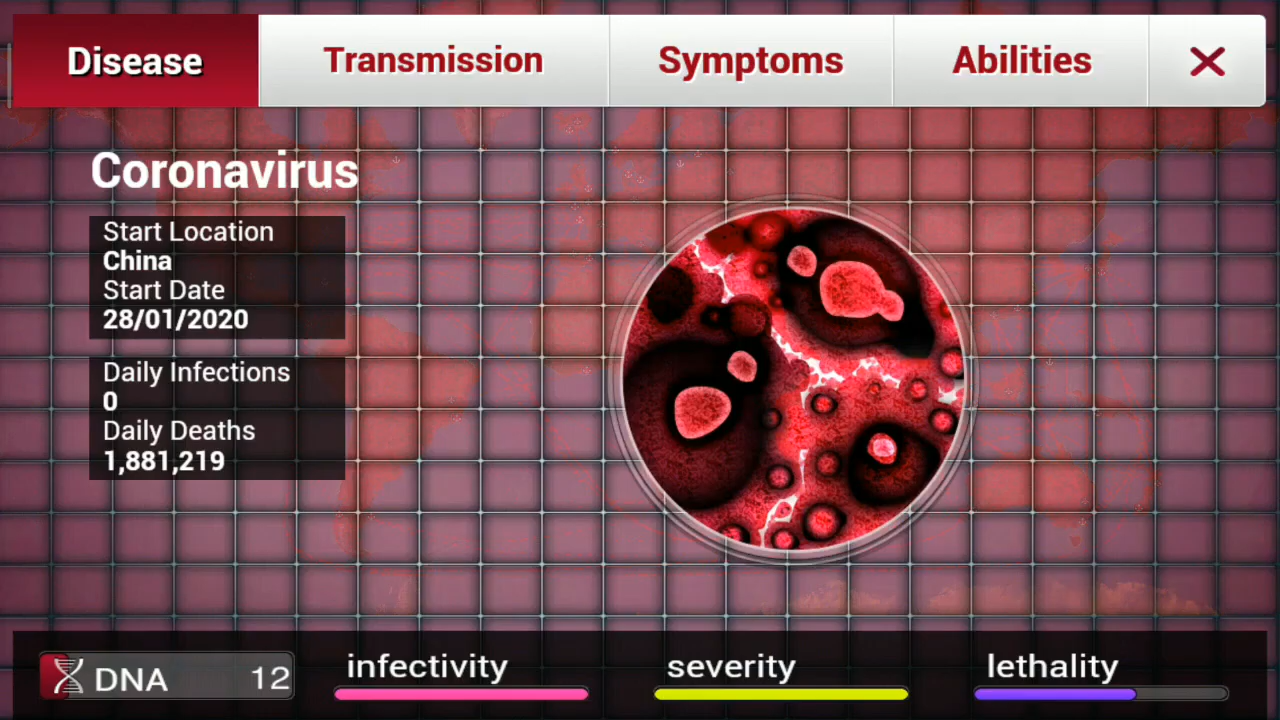 Disease
Transmission
Symptoms
Abilities
Coronavirus
Start Location
China
Start Date
28/01/2020
Daily Infections
0
Daily Deaths
1,881,219
DNA 12
infectivity
severity
lethality